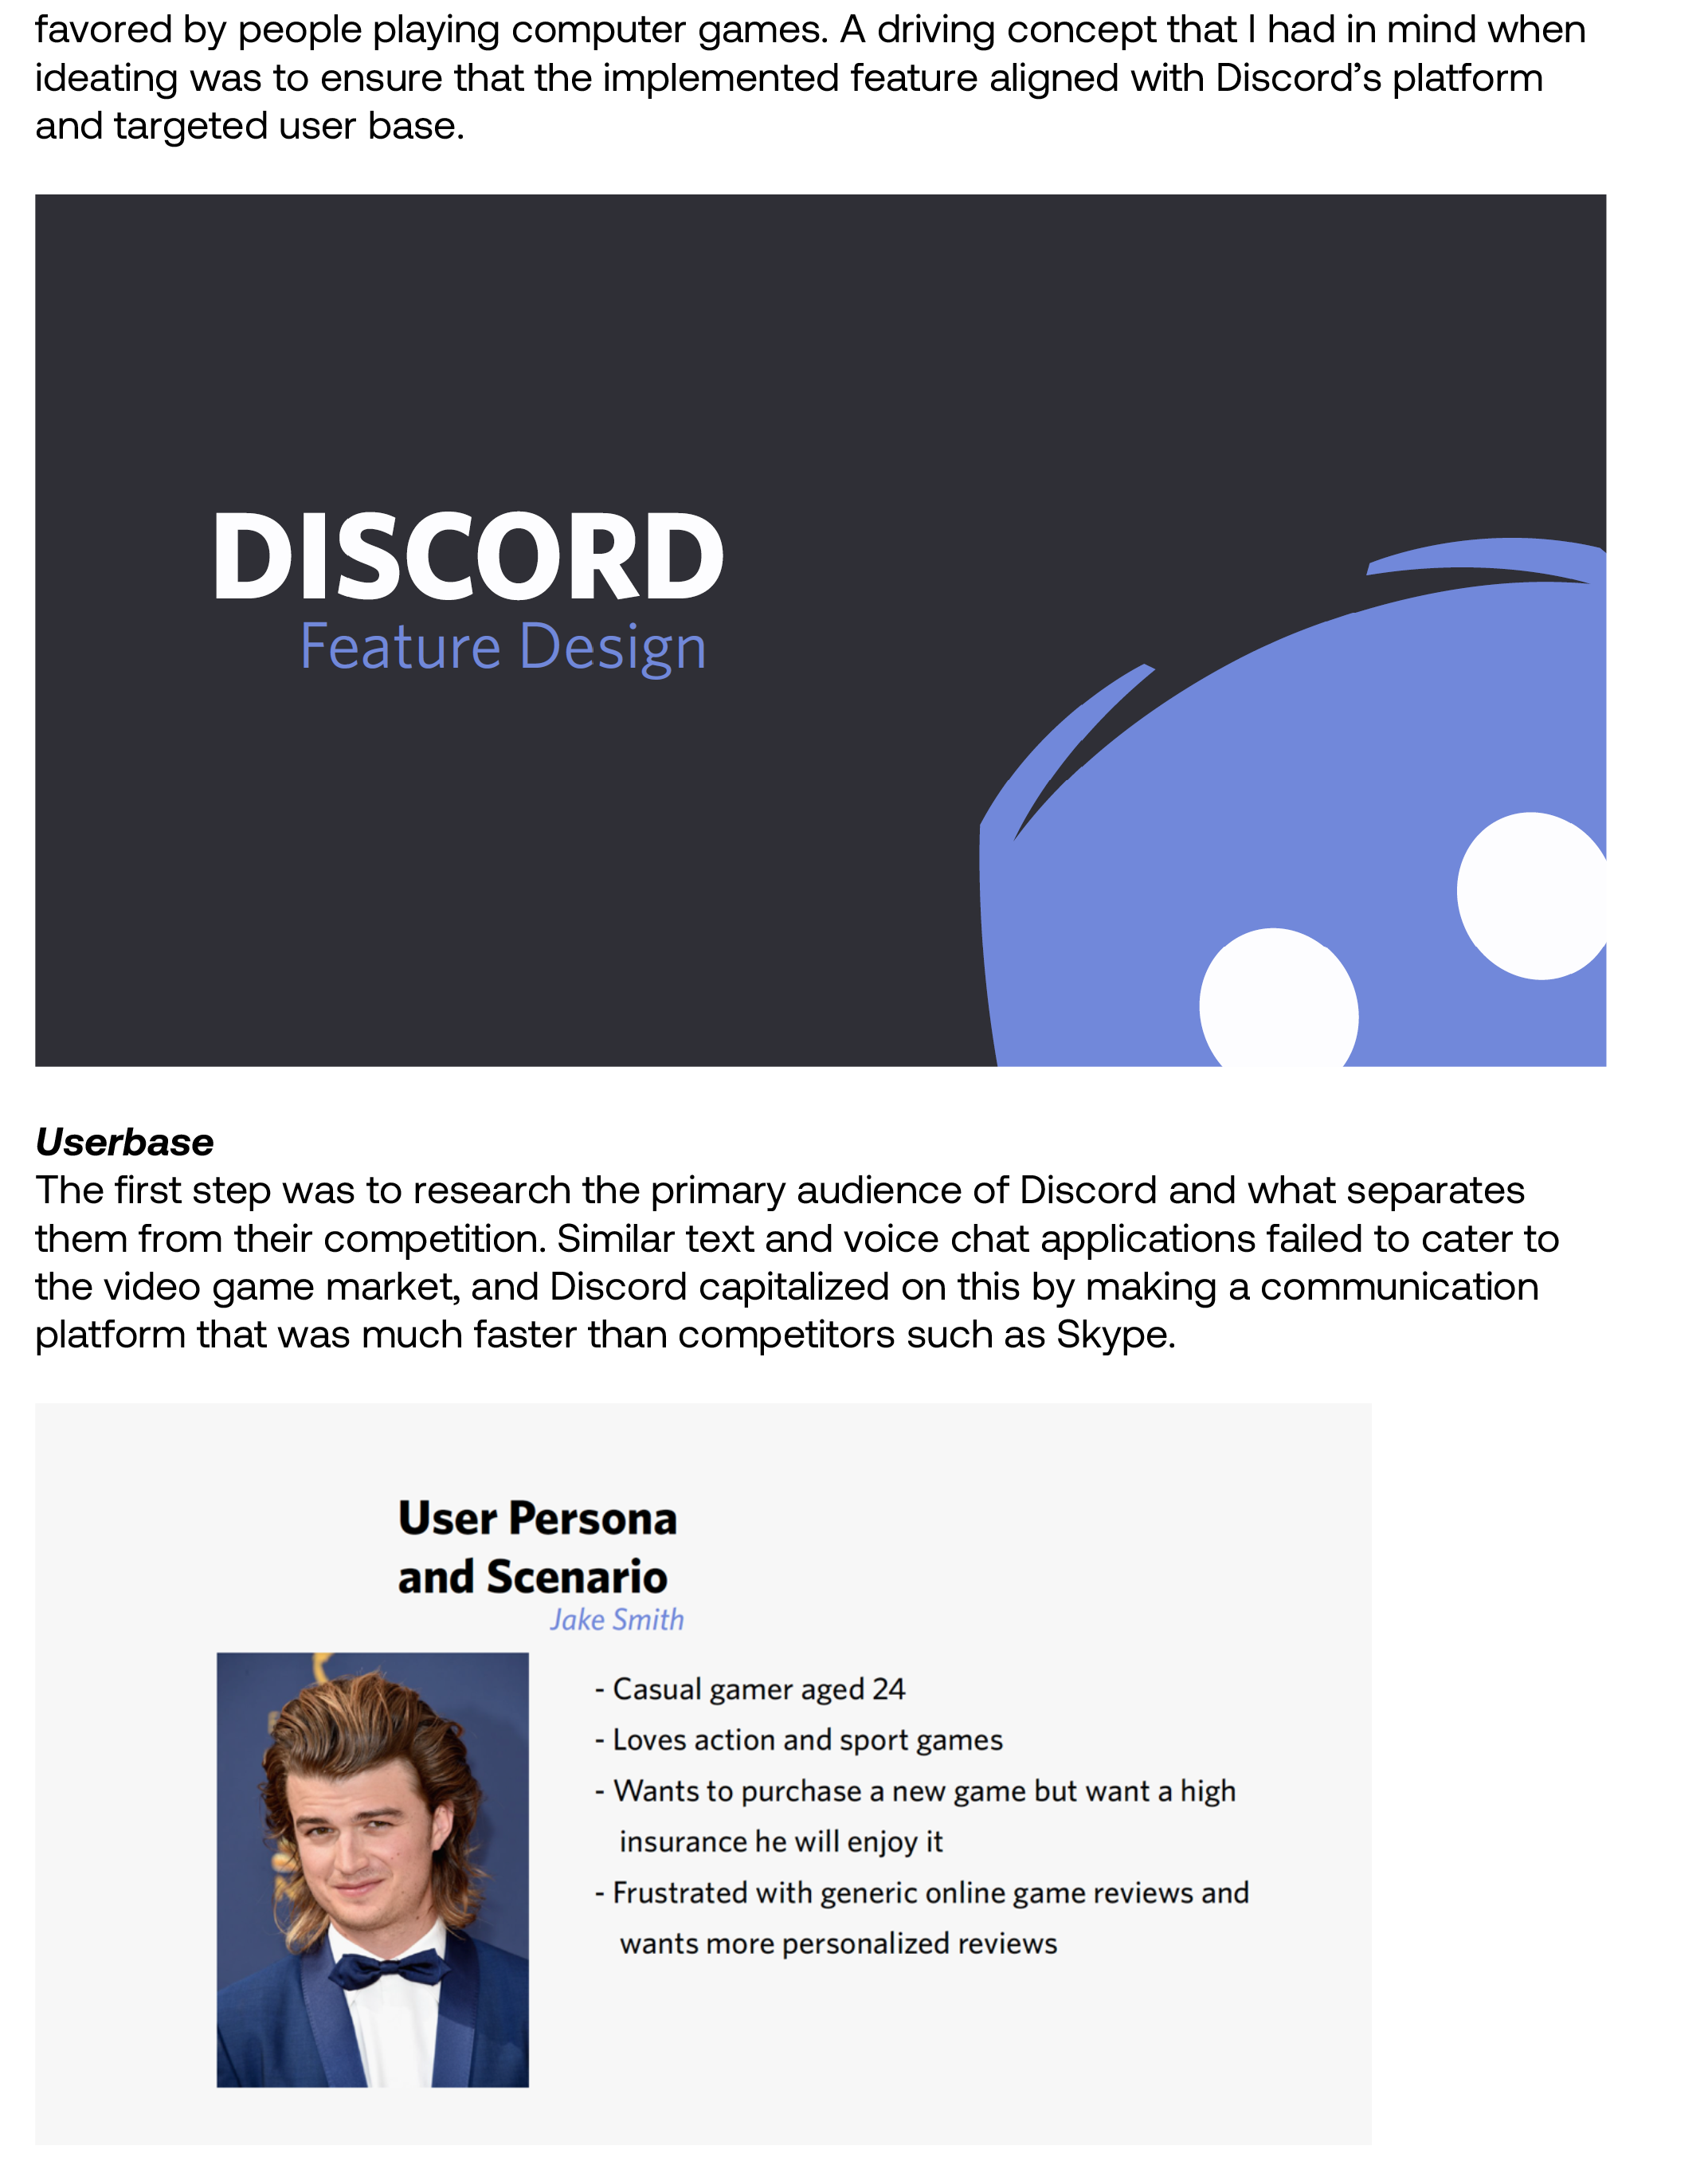 favored by people playing computer games. A driving concept that I had in mind when
ideating was to ensure that the implemented feature aligned with Discord’s platform
and targeted user base.
DISCORD
Feature Design
Userbase
The first step was to research the primary audience of Discord and what separates
them from their competition. Similar text and voice chat applications failed to cater to
the video game market, and Discord capitalized on this by making a communication
platform that was much faster than competitors such as Skype.
User Persona
and Scenario
Jake Smith
- Casual gamer aged 24
- Loves action and sport games
- Wants to purchase a new game but want a high
insurance he will enjoy it
- Frustrated with generic online game reviews and
wants more personalized reviews